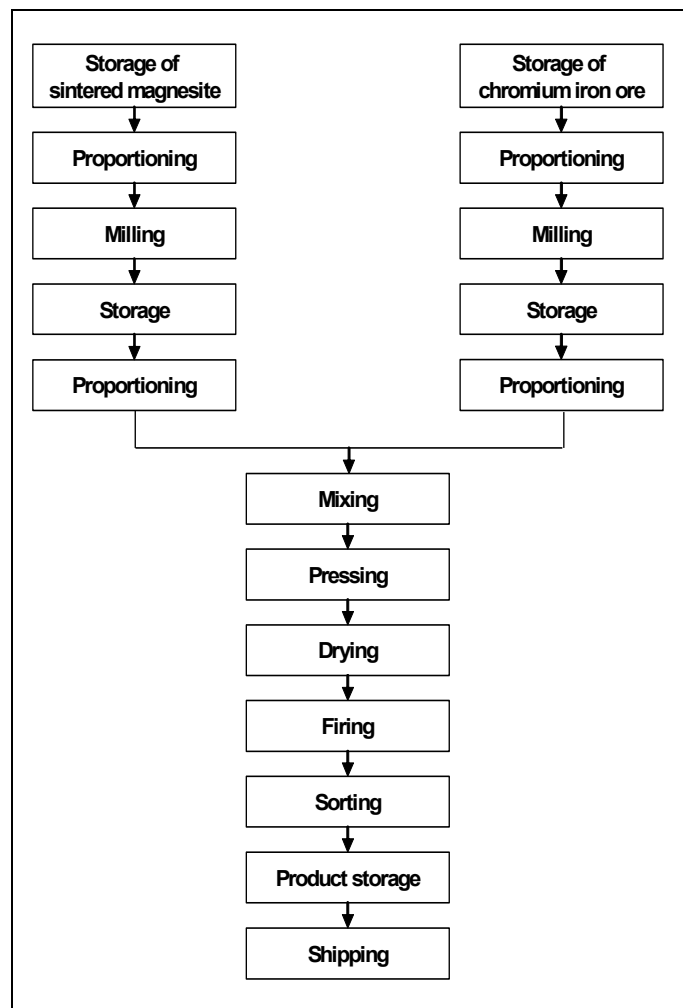 Storage of
sintered magnesite
Proportioning
Milling
Storage
Proportioning
Storage of
chromium iron ore
Proportioning
Milling
Storage
Proportioning
Mixing
Pressing
Drying
Firing
Sorting
Product storage
Shipping